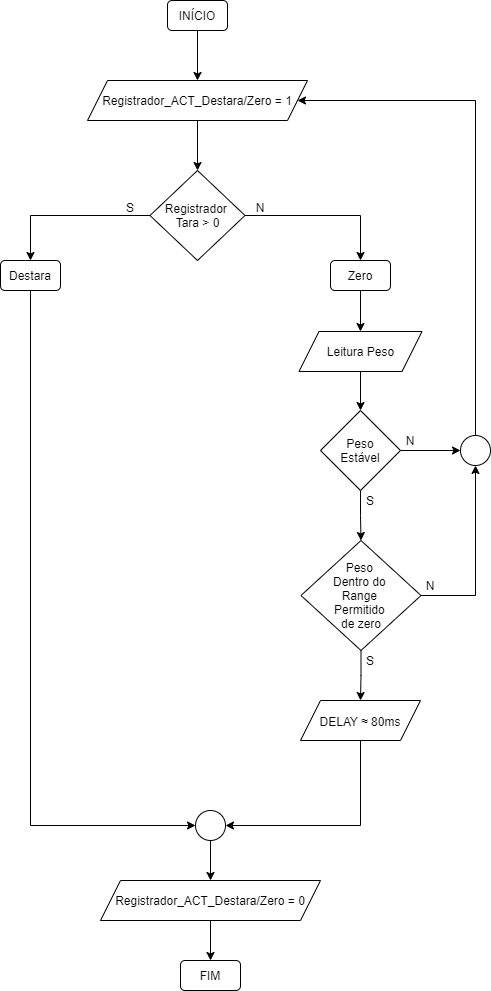 INÍCIO
Registrador_ACT_Destara/Zero = 1
Registrador
Tara > 0
S
N
Destara
Zero
Leitura Peso
Peso
Estável
N
S
Peso
Dentro do
Range
Permitido
de zero
N
S
DELAY ≈ 80ms
Registrador_ACT_Destara/Zero = 0
FIM